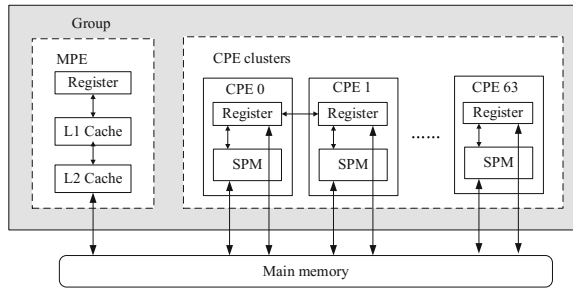 Group
MPE
Register
L1 Cache
L2 Cache
CPE clusters
CPE 0
Register
SPM
CPE 1
Register
SPM
......
CPE 63
Register
SPM
Main memory